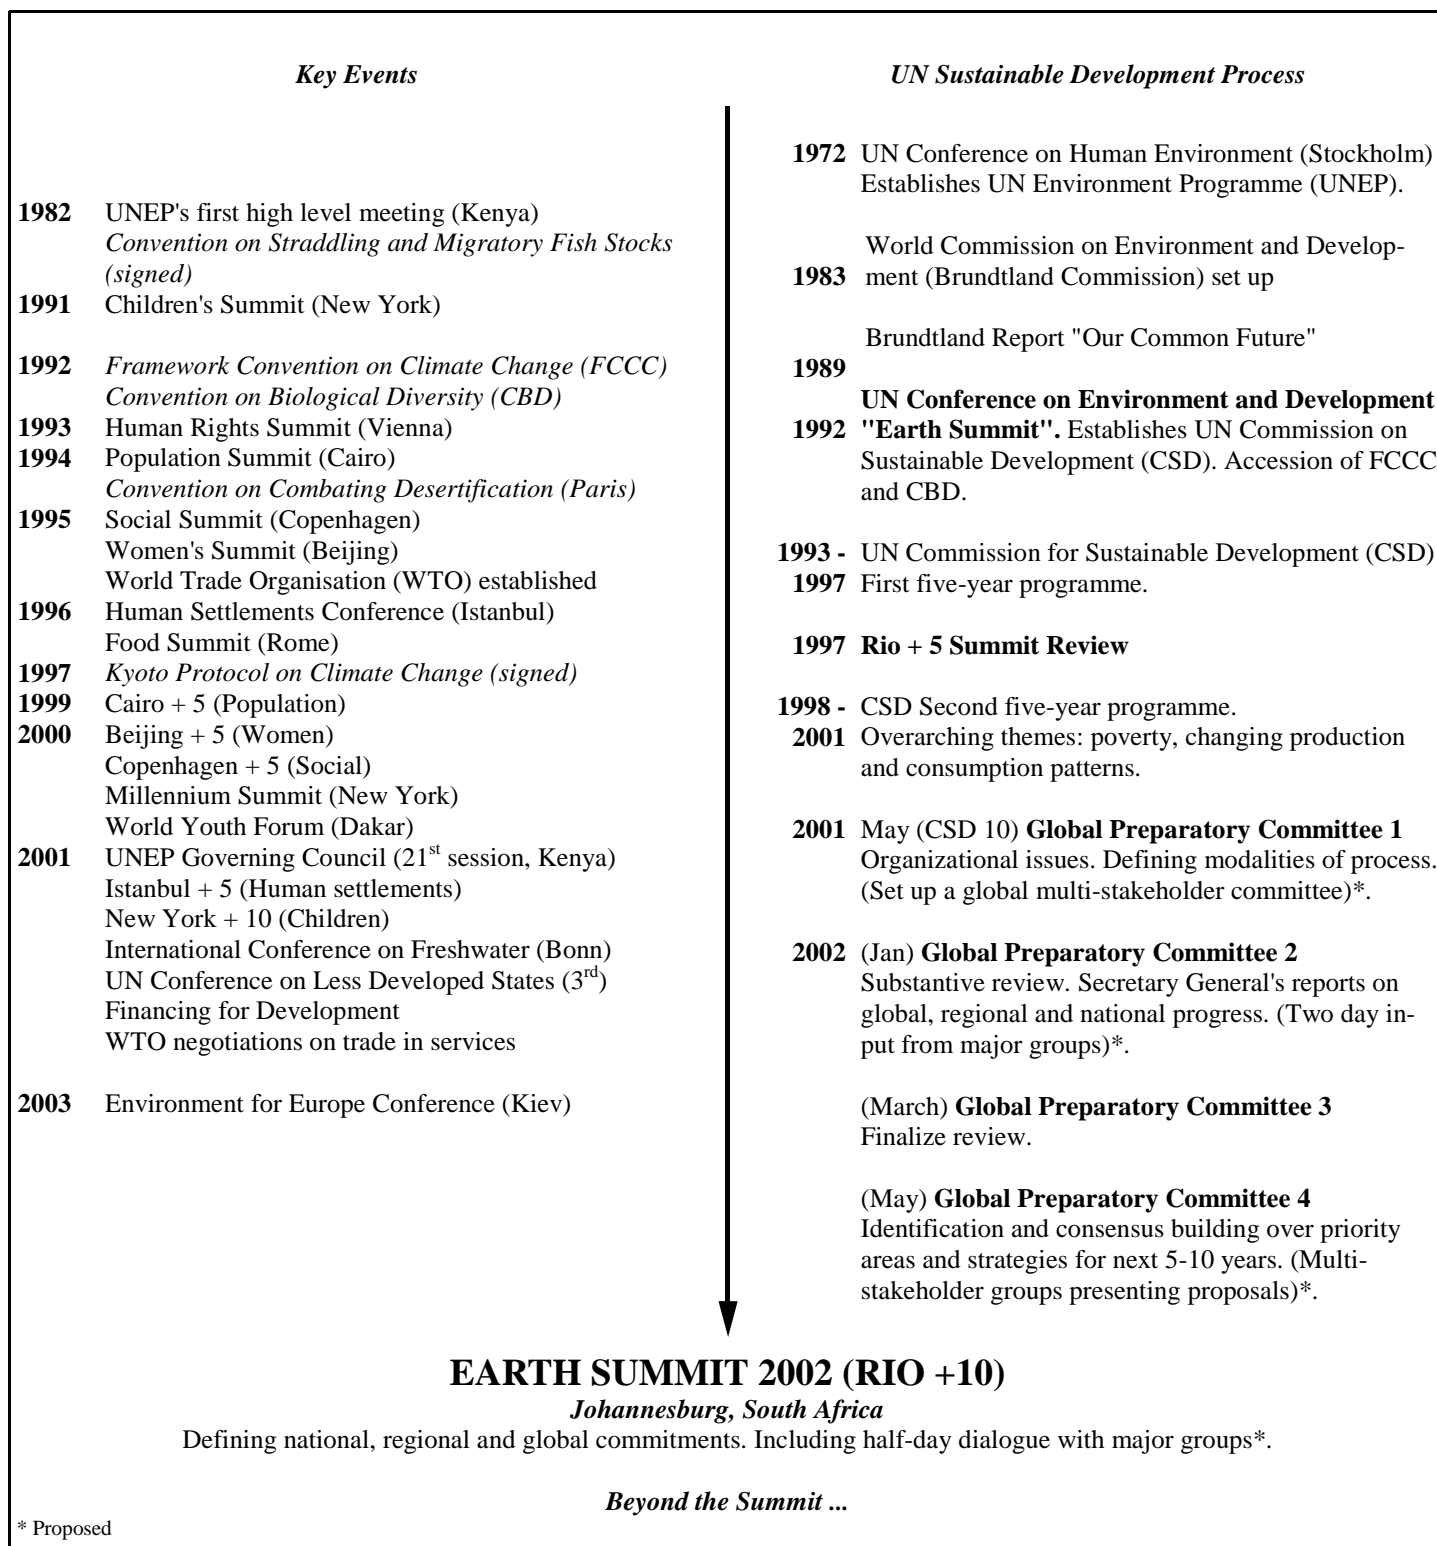 Key Events
1982 UNEP's first high level meeting (Kenya)
Convention on Straddling and Migratory Fish Stocks
(signed)
1991 Children's Summit (New York)
1992 Framework Convention on Climate Change (FCCC)
Convention on Biological Diversity (CBD)
1993 Human Rights Summit (Vienna)
1994 Population Summit (Cairo)
Convention on Combating Desertification (Paris)
1995 Social Summit (Copenhagen)
Women's Summit (Beijing)
World Trade Organisation (WTO) established
1996 Human Settlements Conference (Istanbul)
Food Summit (Rome)
1997 Kyoto Protocol on Climate Change (signed)
1999 Cairo + 5 (Population)
2000 Beijing + 5 (Women)
Copenhagen + 5 (Social)
Millennium Summit (New York)
World Youth Forum (Dakar)
2001 UNEP Governing Council (21st session, Kenya)
Istanbul + 5 (Human settlements)
New York + 10 (Children)
International Conference on Freshwater (Bonn)
UN Conference on Less Developed States (3rd)
Financing for Development
WTO negotiations on trade in services
2003 Environment for Europe Conference (Kiev)
UN Sustainable Development Process
1972 UN Conference on Human Environment (Stockholm)
Establishes UN Environment Programme (UNEP).
World Commission on Environment and Develop-
1983 ment (Brundtland Commission) set up
Brundtland Report "Our Common Future"
1989
UN Conference on Environment and Development
1992 "Earth Summit". Establishes UN Commission on
Sustainable Development (CSD). Accession of FCCC
and CBD.
1993 - UN Commission for Sustainable Development (CSD)
1997 First five-year programme.
1997 Rio + 5 Summit Review
1998 - CSD Second five-year programme.
2001 Overarching themes: poverty, changing production
and consumption patterns.
2001 May (CSD 10) Global Preparatory Committee 1
Organizational issues. Defining modalities of process.
(Set up a global multi-stakeholder committee)*.
2002 (Jan) Global Preparatory Committee 2
Substantive review. Secretary General's reports on
global, regional and national progress. (Two day in-
put from major groups)*.
(March) Global Preparatory Committee 3
Finalize review.
(May) Global Preparatory Committee 4
Identification and consensus building over priority
areas and strategies for next 5-10 years. (Multi-
stakeholder groups presenting proposals)*.
EARTH SUMMIT 2002 (RIO +10)
Johannesburg, South Africa
Defining national, regional and global commitments. Including half-day dialogue with major groups*.
Beyond the Summit ...
* Proposed